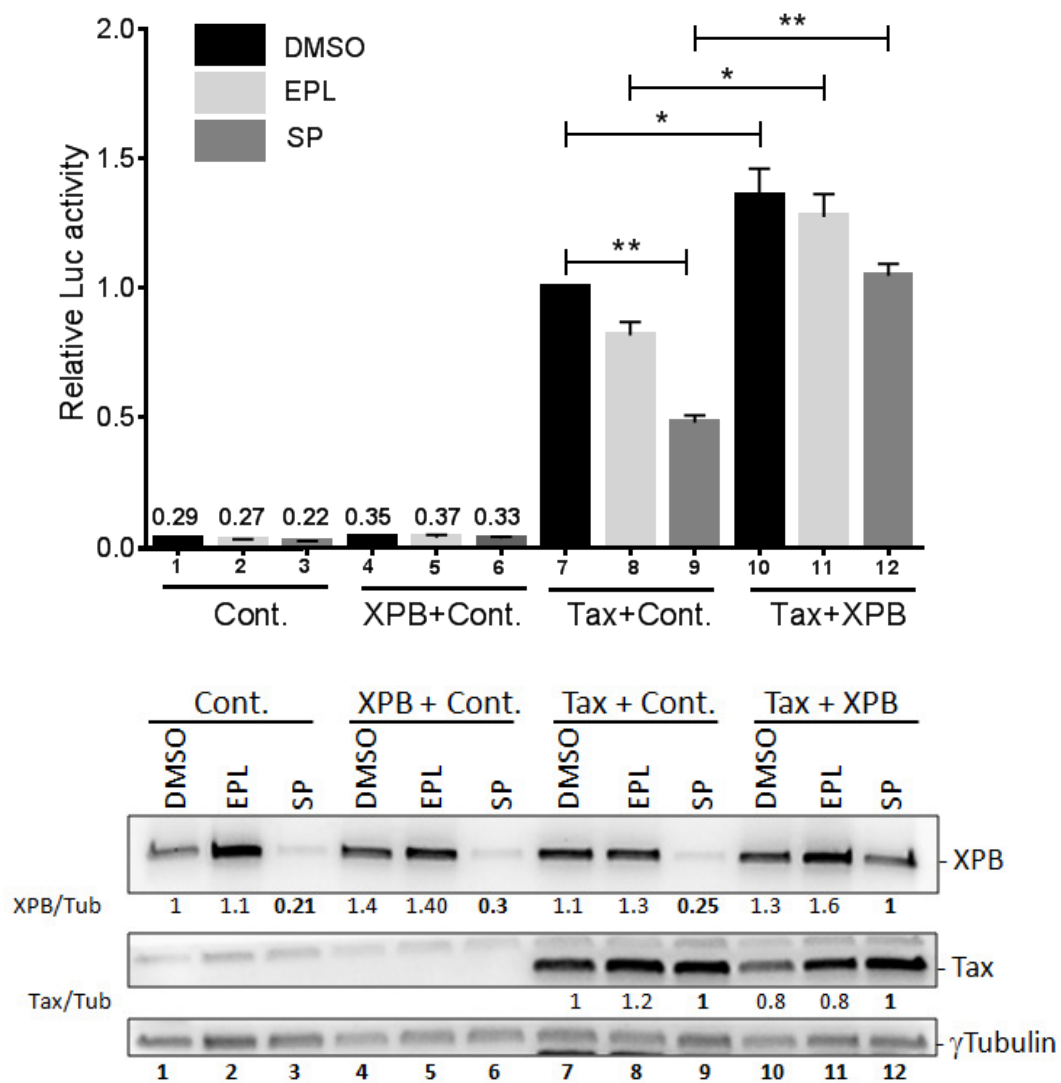 2.0
**
DMSO
EPL
*
SP
*
1.5
Relative Luc activity
**
1.0
0.5
0.29 0.27 0.22 0.35 0.37 0.33
0.0
1 2 3 4 5 6 7 8 9 10 11 12
Cont. XPB+Cont. Tax+Cont. Tax+XPB
Cont. XPB + Cont. Tax + Cont. Tax + XPB
DMSO EPL SP DMSO EPL SP DMSO EPL SP DMSO EPL SP
- XPB
XPB/Tub 1 1.1 0.21 1.4 1.40 0.3 1.1 1.3 0.25 1.3 1.6 1
- Tax
Tax/Tub 1 1.2 1 0.8 0.8 1
- γTubulin
1 2 3 4 5 6 7 8 9 10 11 12